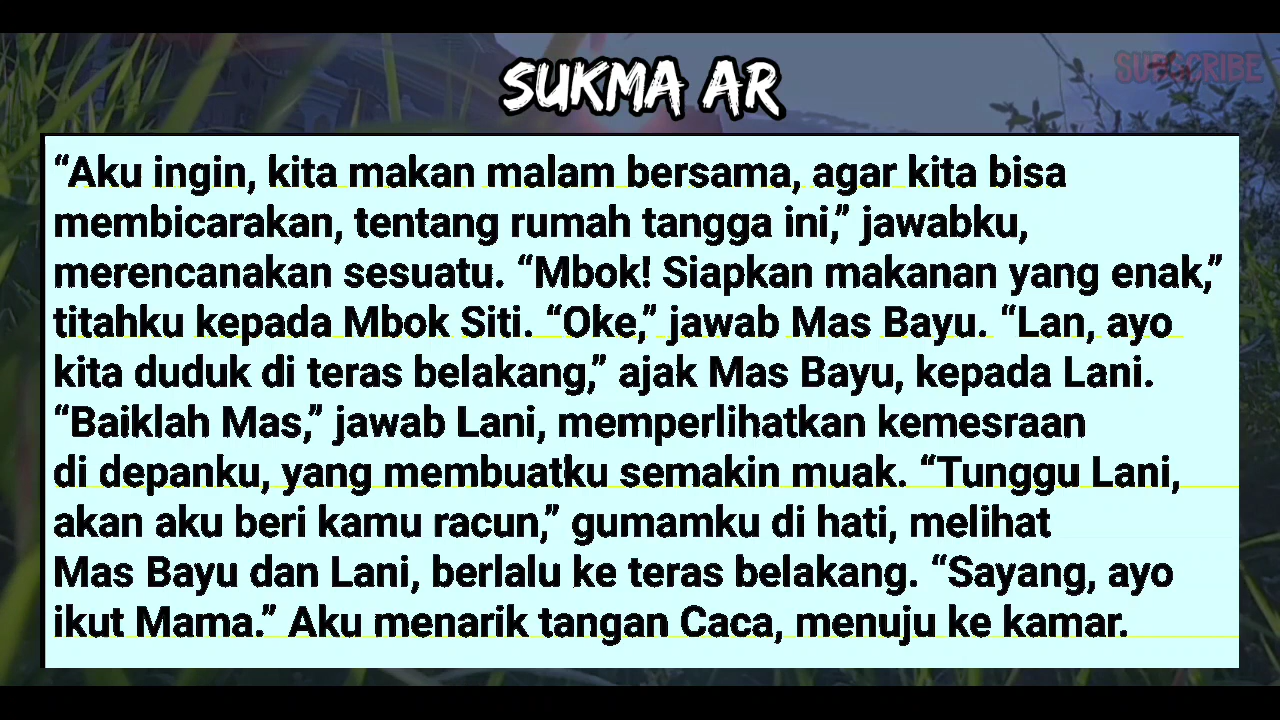 SUKMA AR
SUBSCRIBE
“Aku ingin, kita makan malam bersama, agar kita bisa
membicarakan, tentang rumah tangga ini,” jawabku,
merencanakan sesuatu. “Mbok! Siapkan makanan yang enak,”
titahku kepada Mbok Siti. “Oke,” jawab Mas Bayu. “Lan, ayo
kita duduk di teras belakang,” ajak Mas Bayu, kepada Lani.
“Baiklah Mas,” jawab Lani, memperlihatkan kemesraan
di depanku, yang membuatku semakin muak. “Tunggu Lani,
akan aku beri kamu racun,” gumamku di hati, melihat
Mas Bayu dan Lani, berlalu ke teras belakang. “Sayang, ayo
ikut Mama.” Aku menarik tangan Caca, menuju ke kamar.